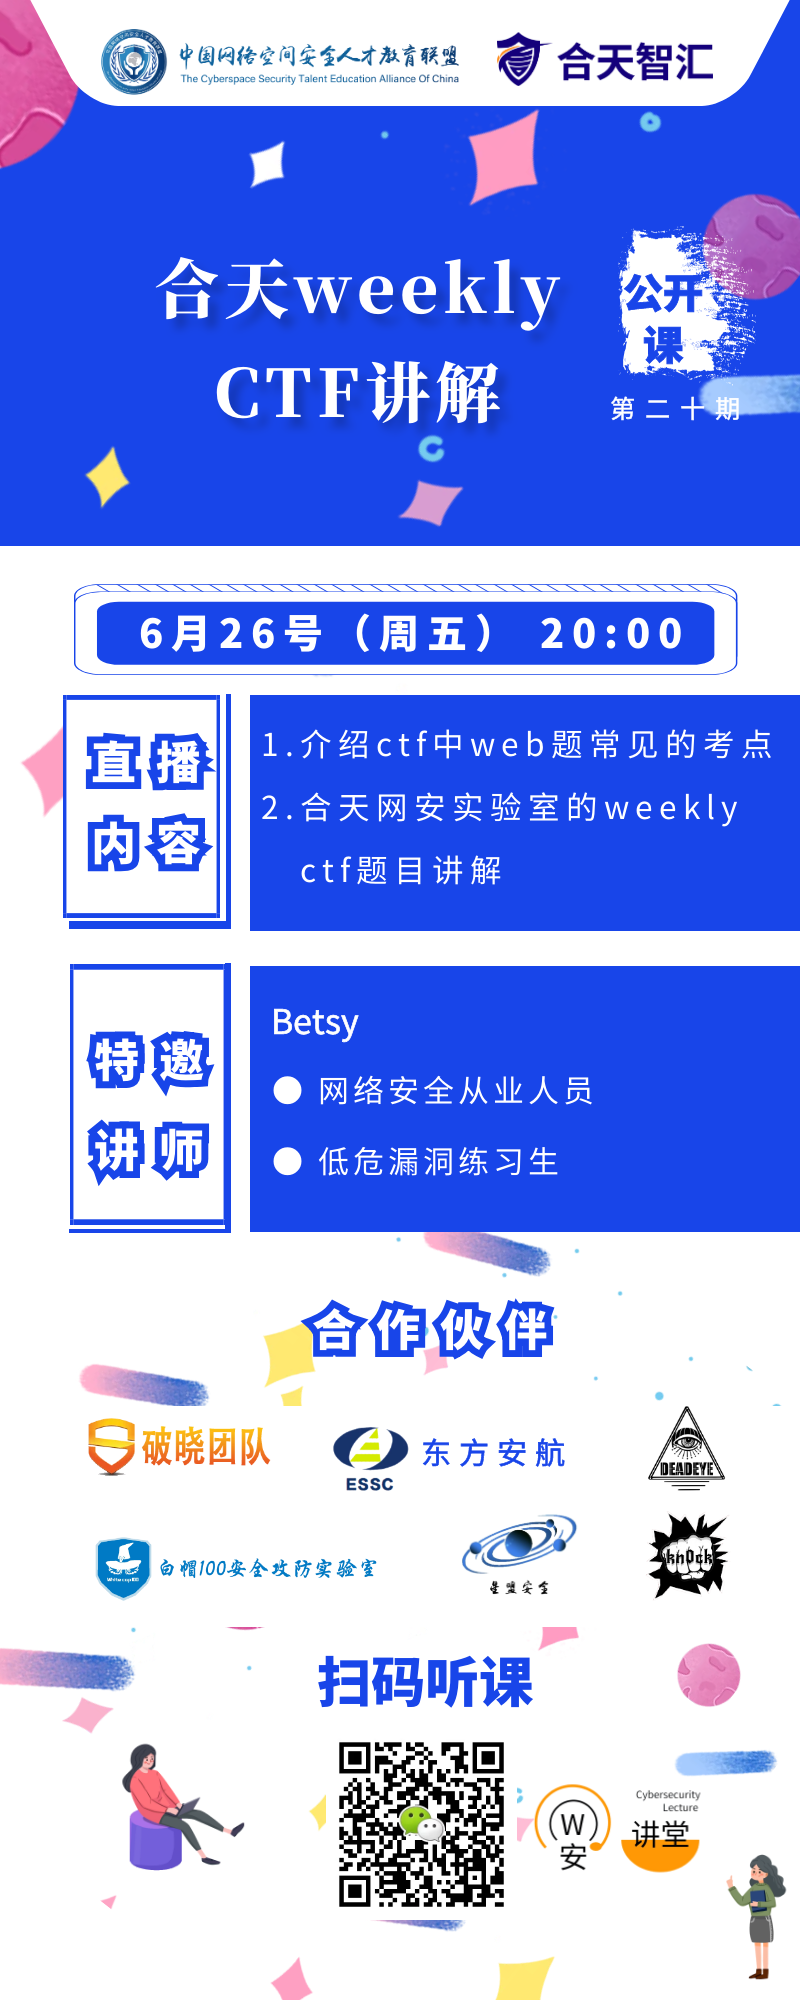 中国网络空间安全人才教育联盟
The Cyberspace Security Talent Education Alliance Of China
合天智汇
合天weekly
CTF讲解
公开
课
第二十期
6月26号（周五） 20:00
直播
内容
1.介绍ctf中web题常见的考点
2.合天网安实验室的weekly
ctf题目讲解
特邀
讲师
Betsy
● 网络安全从业人员
● 低危漏洞练习生
合作伙伴
破晓团队
ESSC
东方安航
DEADEYE
白帽100安全攻防实验室
星盟安全
kn0ck
扫码听课
W
安
Cybersecurity
Lecture
讲堂